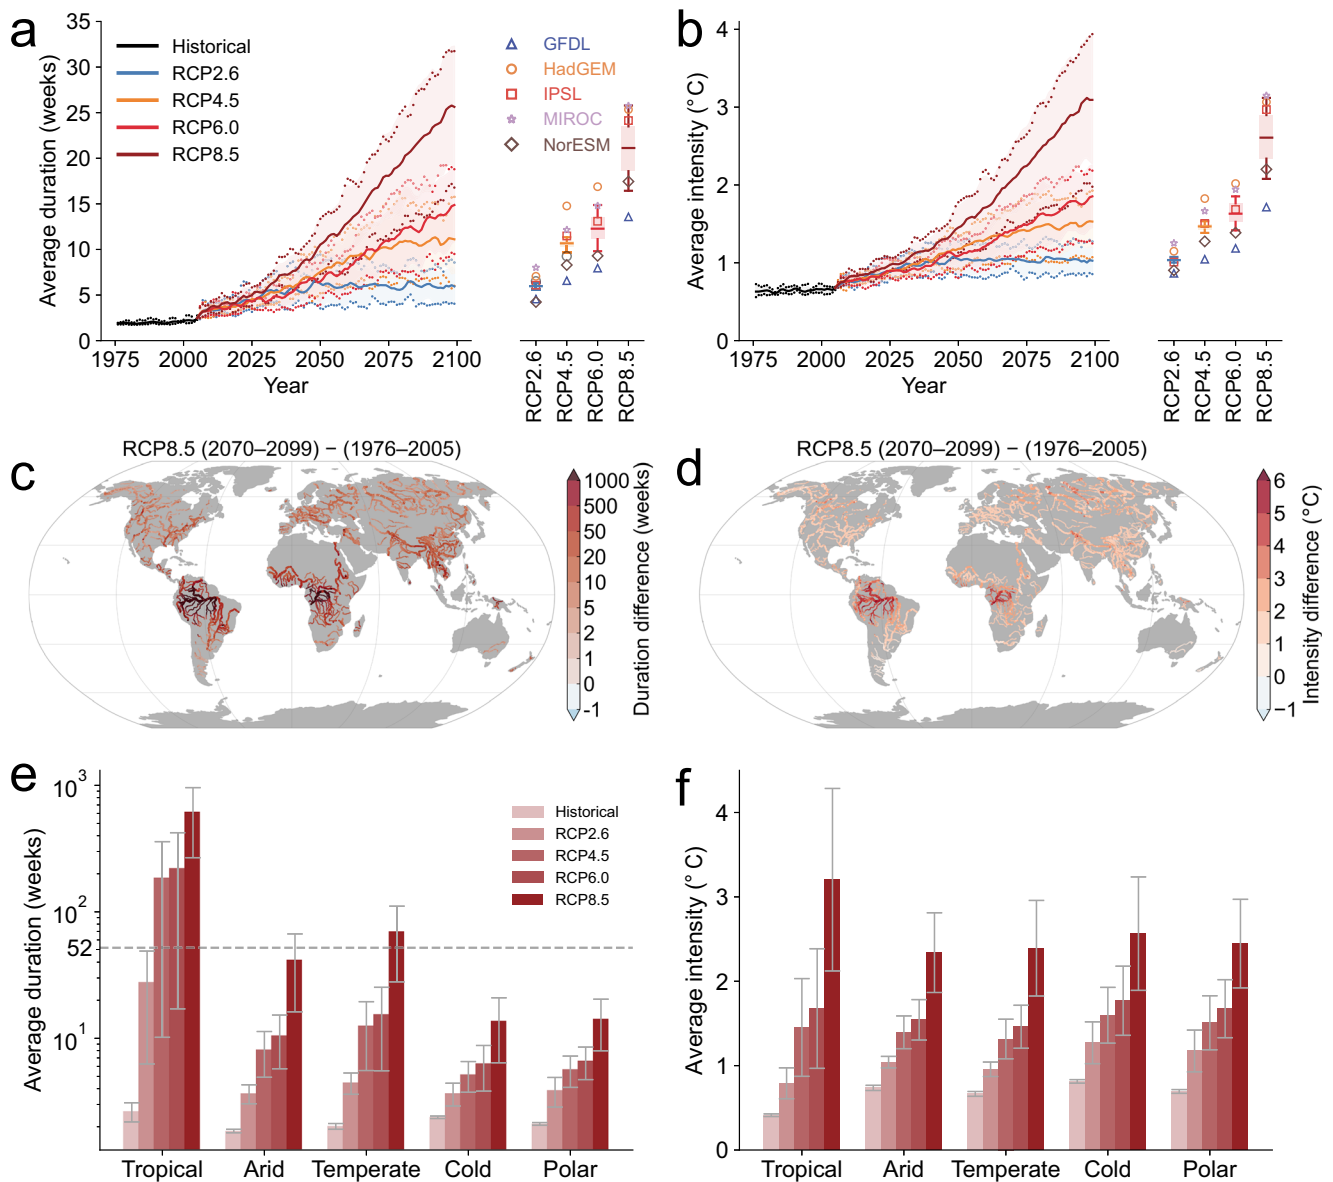 a
Average duration (weeks)
35
30
25
20
15
10
5
0
1975
2000
2025
2050
2075
2100
Year
Historical
RCP2.6
RCP4.5
RCP6.0
RCP8.5
GFDL
HadGEM
IPSL
MIROC
NorESM
RCP2.6
RCP4.5
RCP6.0
RCP8.5
b
Average intensity (° C)
4
3
2
1
0
1975
2000
2025
2050
2075
2100
Year
RCP2.6
RCP4.5
RCP6.0
RCP8.5
c
RCP8.5 (2070–2099) − (1976–2005)
1000
500
50
20
10
5
2
1
0
-1
Duration difference (weeks)
d
RCP8.5 (2070–2099) − (1976–2005)
6
5
4
3
2
1
0
−1
Intensity difference (°C)
e
Average duration (weeks)
10³
10²
52
10¹
Historical
RCP2.6
RCP4.5
RCP6.0
RCP8.5
Tropical
Arid
Temperate
Cold
Polar
f
Average intensity (° C)
4
3
2
1
0
Tropical
Arid
Temperate
Cold
Polar